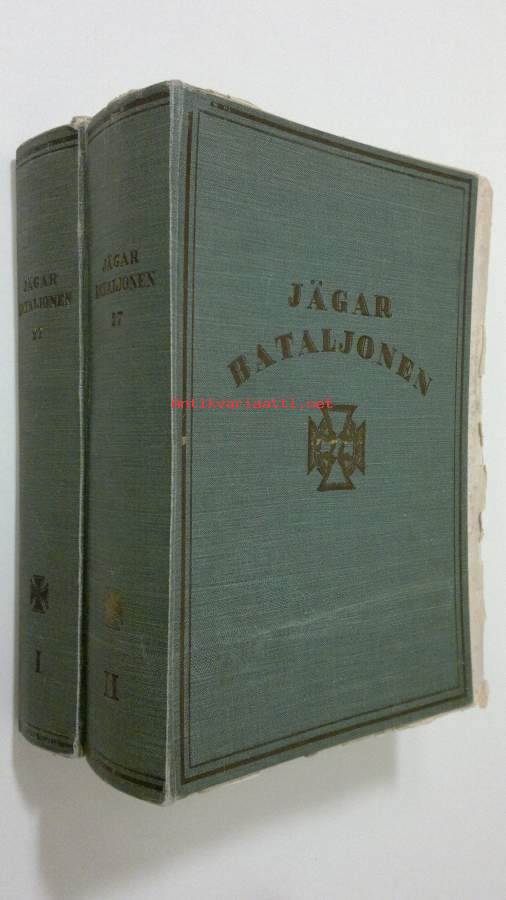 JÄGAR
BATALJONEN
27
I
JÄGAR
BATALJONEN
27
II
JÄGAR
BATALJONEN
antikvariaatti.net